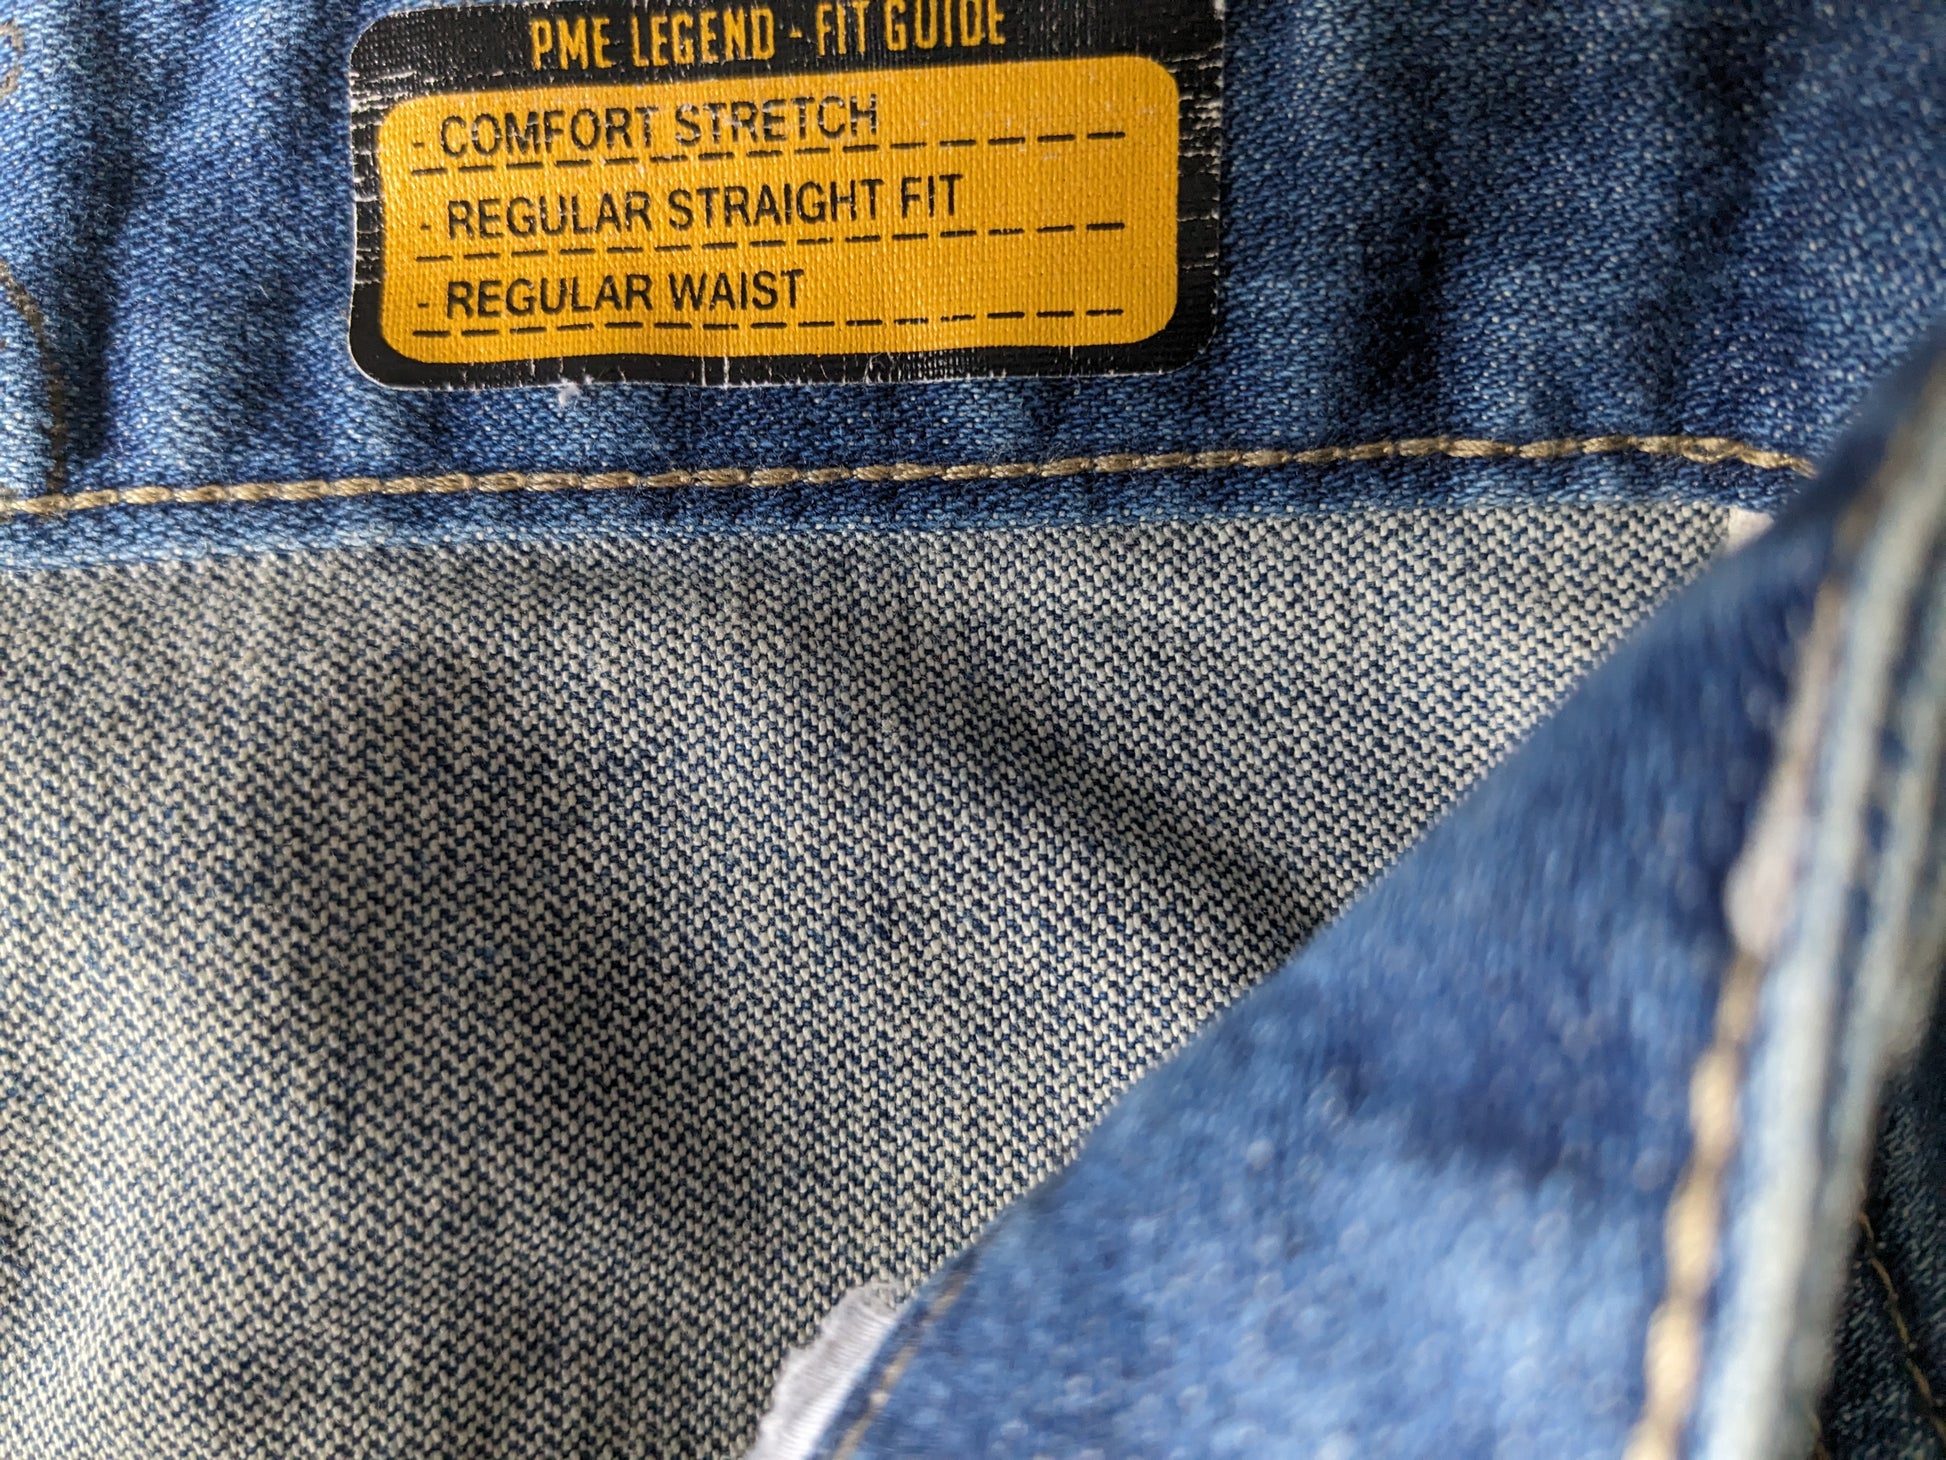 PME LEGEND - FIT GUIDE
- COMFORT STRETCH
- REGULAR STRAIGHT FIT
- REGULAR WAIST